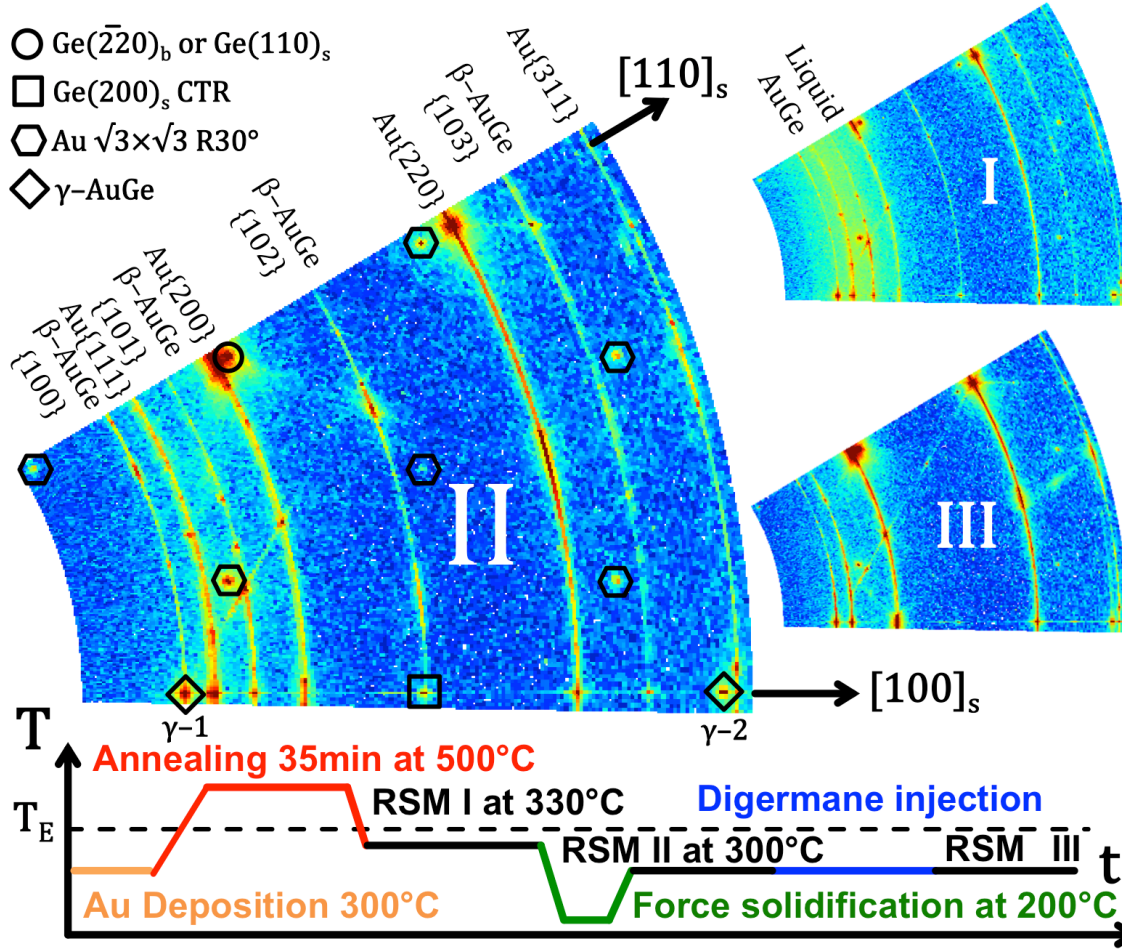 Ge(2̅20)b or Ge(110)s
Ge(200)s CTR
Au √3×√3 R30°
γ–AuGe
β–AuGe
{100}
Au{111}
β–AuGe
{101}
Au{200}
β–AuGe
{102}
Au{220}
β–AuGe
{103}
Au{311}
[110]s
II
[100]s
γ–1
γ–2
Liquid
AuGe
I
III
T
Annealing 35min at 500°C
TE
RSM I at 330°C
Digermane injection
RSM II at 300°C
RSM III
t
Au Deposition 300°C
Force solidification at 200°C